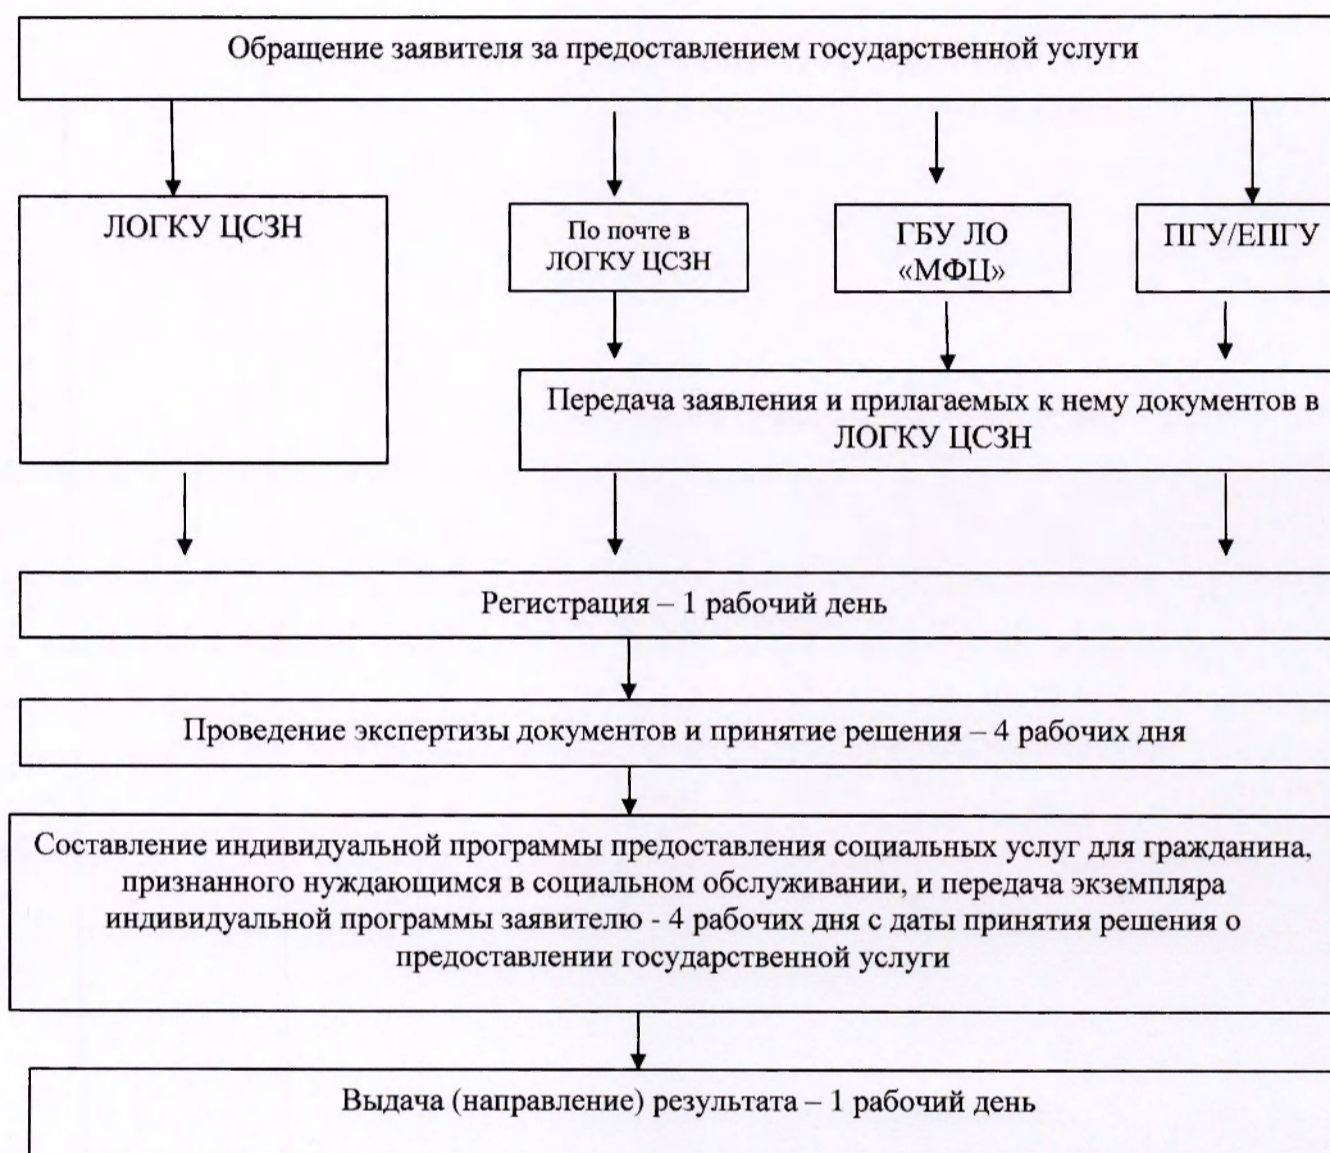 Обращение заявителя за предоставлением государственной услуги
ЛОГКУ ЦСЗН
По почте в
ЛОГКУ ЦСЗН
ГБУ ЛО
«МФЦ»
ПГУ/ЕПГУ
Передача заявления и прилагаемых к нему документов в
ЛОГКУ ЦСЗН
Регистрация – 1 рабочий день
Проведение экспертизы документов и принятие решения – 4 рабочих дня
Составление индивидуальной программы предоставления социальных услуг для гражданина,
признанного нуждающимся в социальном обслуживании, и передача экземпляра
индивидуальной программы заявителю - 4 рабочих дня с даты принятия решения о
предоставлении государственной услуги
Выдача (направление) результата – 1 рабочий день